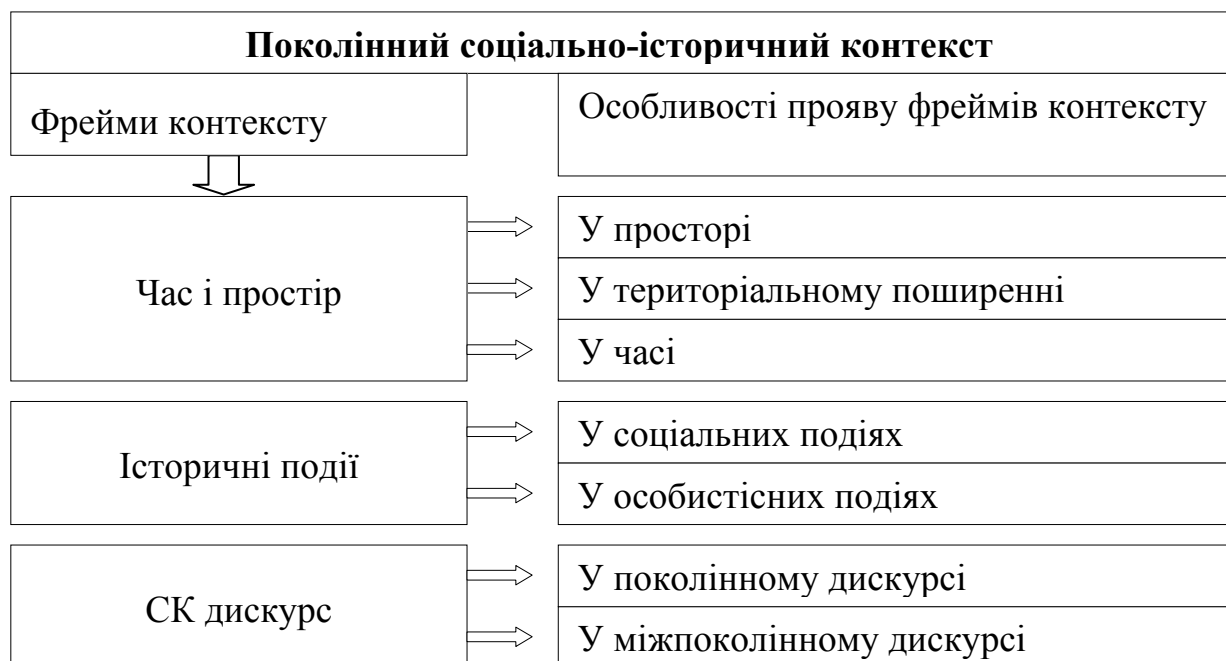 Поколінний соціально-історичний контекст
Фрейми контексту
Особливості прояву фреймів контексту
Час і простір
У просторі
У територіальному поширенні
У часі
Історичні події
У соціальних подіях
У особистісних подіях
СК дискурс
У поколінному дискурсі
У міжпоколінному дискурсі